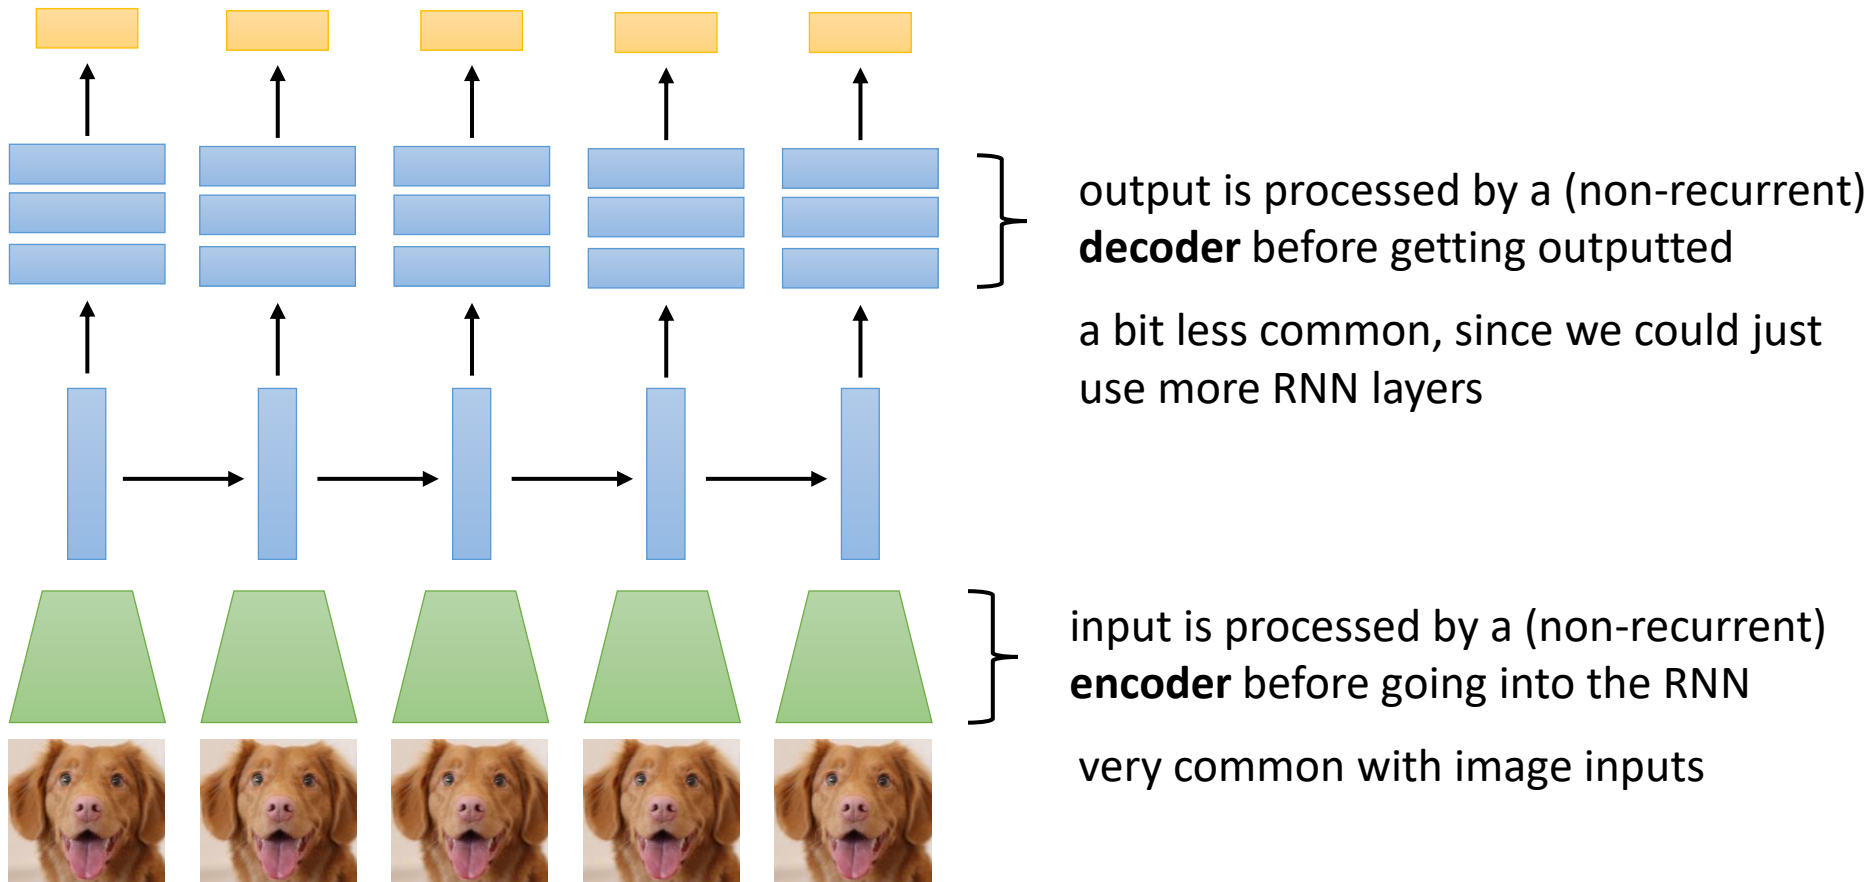 output is processed by a (non-recurrent)
decoder before getting outputted
a bit less common, since we could just
use more RNN layers
input is processed by a (non-recurrent)
encoder before going into the RNN
very common with image inputs